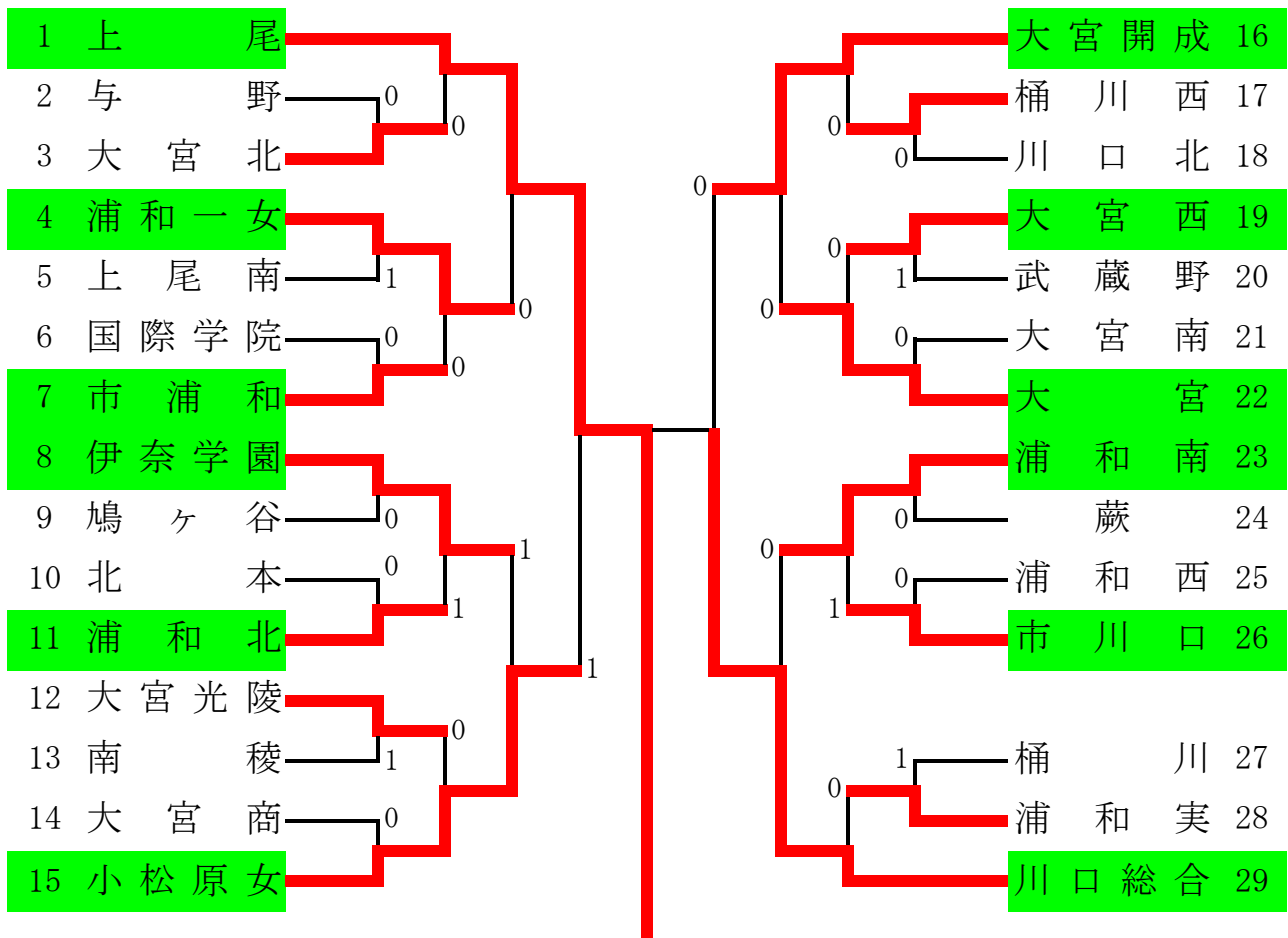 1 上尾
2 与野
3 大宮北
4 浦和一女
5 上尾南
6 国際学院
7 市浦和
8 伊奈学園
9 鳩ヶ谷
10 北本
11 浦和北
12 大宮光陵
13 南稜
14 大宮商
15 小松原女
0
0
1
0
0
0
0
0
1
0
1
1
0
1
0
大宮開成 16
桶川西 17
川口北 18
大宮西 19
武蔵野 20
大宮南 21
大宮 22
浦和南 23
蕨 24
浦和西 25
市川口 26
桶川 27
浦和実 28
川口総合 29
0
0
0
0
1
0
0
0
0
0
1
1
0